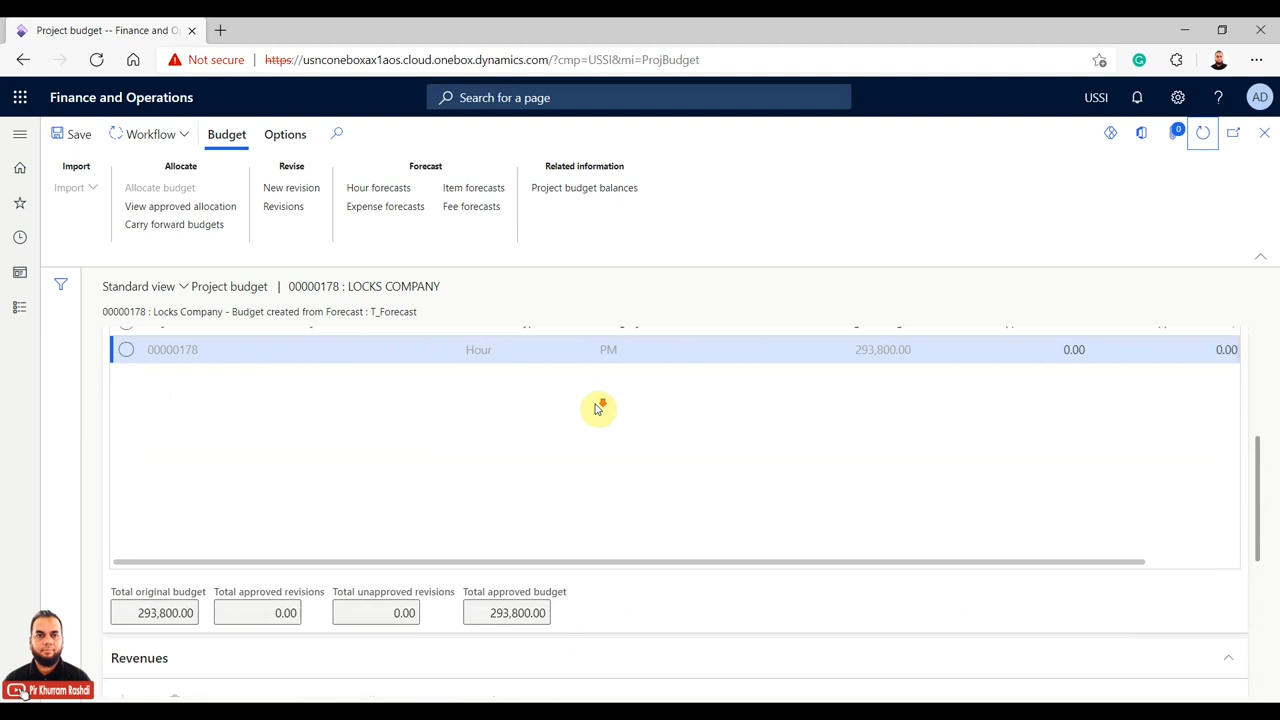 Project budget -- Finance and O
Not secure https://usnconeboxax1aos.cloud.onebox.dynamics.com/?cmp=USSI&mi=ProjBudget
Finance and Operations
Search for a page
USSI
AD
Save
Workflow
Budget
Options
0
Import
Allocate
Revise
Forecast
Related information
Import
Allocate budget
New revision
Hour forecasts
Item forecasts
Project budget balances
View approved allocation
Revisions
Expense forecasts
Fee forecasts
Carry forward budgets
Standard view Project budget | 00000178 : LOCKS COMPANY
00000178 : Locks Company - Budget created from Forecast : T_Forecast
00000178 Hour PM 293,800.00 0.00 0.00
Total original budget Total approved revisions Total unapproved revisions Total approved budget
293,800.00 0.00 0.00 293,800.00
Revenues
Pir Khurram Rashdi